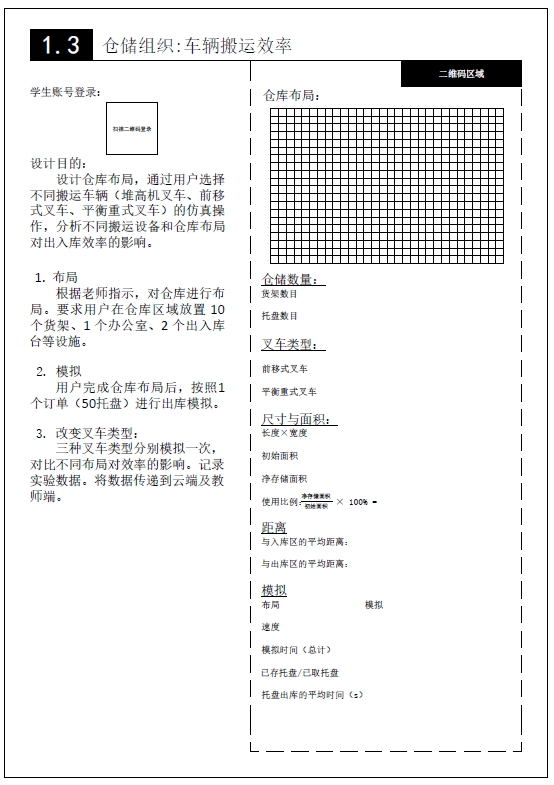 1.3 仓储组织:车辆搬运效率
学生账号登录:
扫描二维码登录
设计目的:
设计仓库布局，通过用户选择
不同搬运车辆（堆高机叉车、前移
式叉车、平衡重式叉车）的仿真操
作，分析不同搬运设备和仓库布局
对出入库效率的影响。
1. 布局
根据老师指示，对仓库进行布
局。要求用户在仓库区域放置 10
个货架、1 个办公室、2 个出入库
台等设施。
2. 模拟
用户完成仓库布局后，按照1
个订单（50托盘）进行出库模拟。
3. 改变叉车类型:
三种叉车类型分别模拟一次，
对比不同布局对效率的影响。记录
实验数据。将数据传递到云端及教
师端。
二维码区域
仓库布局:
仓储数量:
货架数目
托盘数目
叉车类型:
前移式叉车
平衡重式叉车
尺寸与面积:
长度×宽度
初始面积
净存储面积
使用比例:净存储面积/初始面积 × 100% =
距离
与入库区的平均距离:
与出库区的平均距离:
模拟
布局 模拟
速度
模拟时间（总计）
已存托盘/已取托盘
托盘出库的平均时间（s）